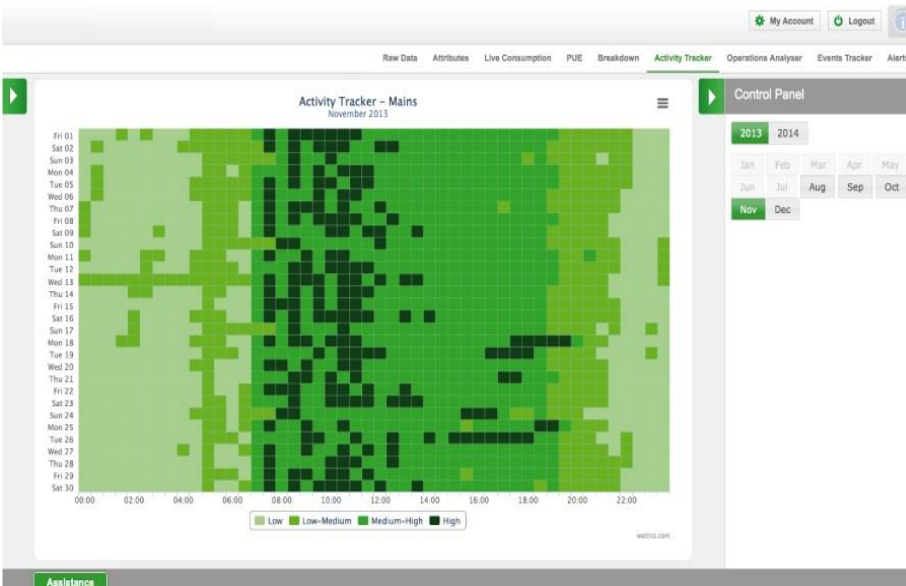 My Account Logout
Raw Data Attributes Live Consumption PUE Breakdown Activity Tracker Operations Analyser Events Tracker Alerts
Activity Tracker - Mains
November 2013
Control Panel
2013 2014
Jan Feb Mar Apr May
Jun Jul Aug Sep Oct
Nov Dec
Fri 01
Sat 02
Sun 03
Mon 04
Tue 05
Wed 06
Thu 07
Fri 08
Sat 09
Sun 10
Mon 11
Tue 12
Wed 13
Thu 14
Fri 15
Sat 16
Sun 17
Mon 18
Tue 19
Wed 20
Thu 21
Fri 22
Sat 23
Sun 24
Mon 25
Tue 26
Wed 27
Thu 28
Fri 29
Sat 30
00:00 02:00 04:00 06:00 08:00 10:00 12:00 14:00 16:00 18:00 20:00 22:00
Low Low-Medium Medium-High High
wattics.com
Assistance